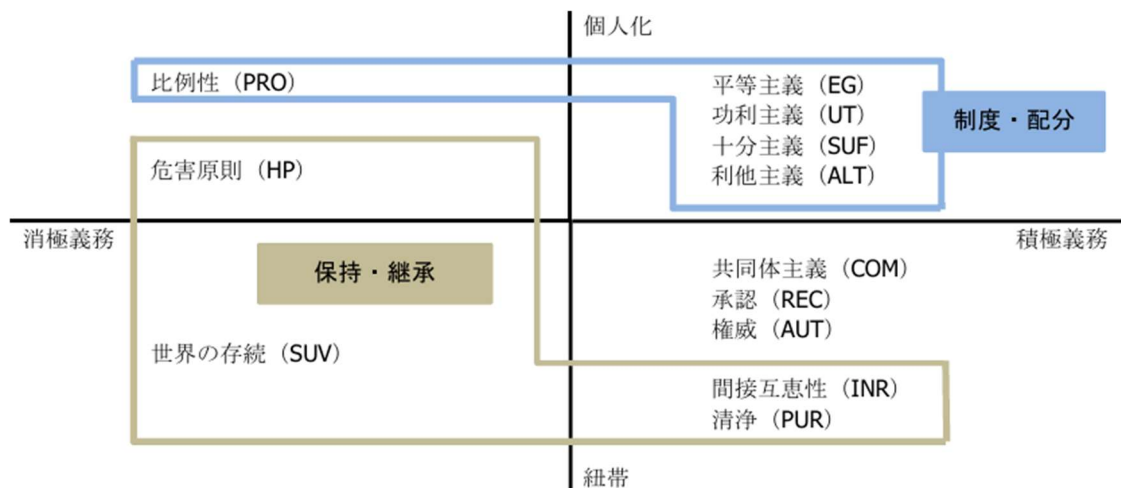 個人化
比例性（PRO）
平等主義（EG）
功利主義（UT）
十分主義（SUF）
利他主義（ALT）
制度・配分
危害原則（HP）
消極義務
積極義務
保持・継承
共同体主義（COM）
承認（REC）
権威（AUT）
世界の存続（SUV）
間接互恵性（INR）
清浄（PUR）
紐帯